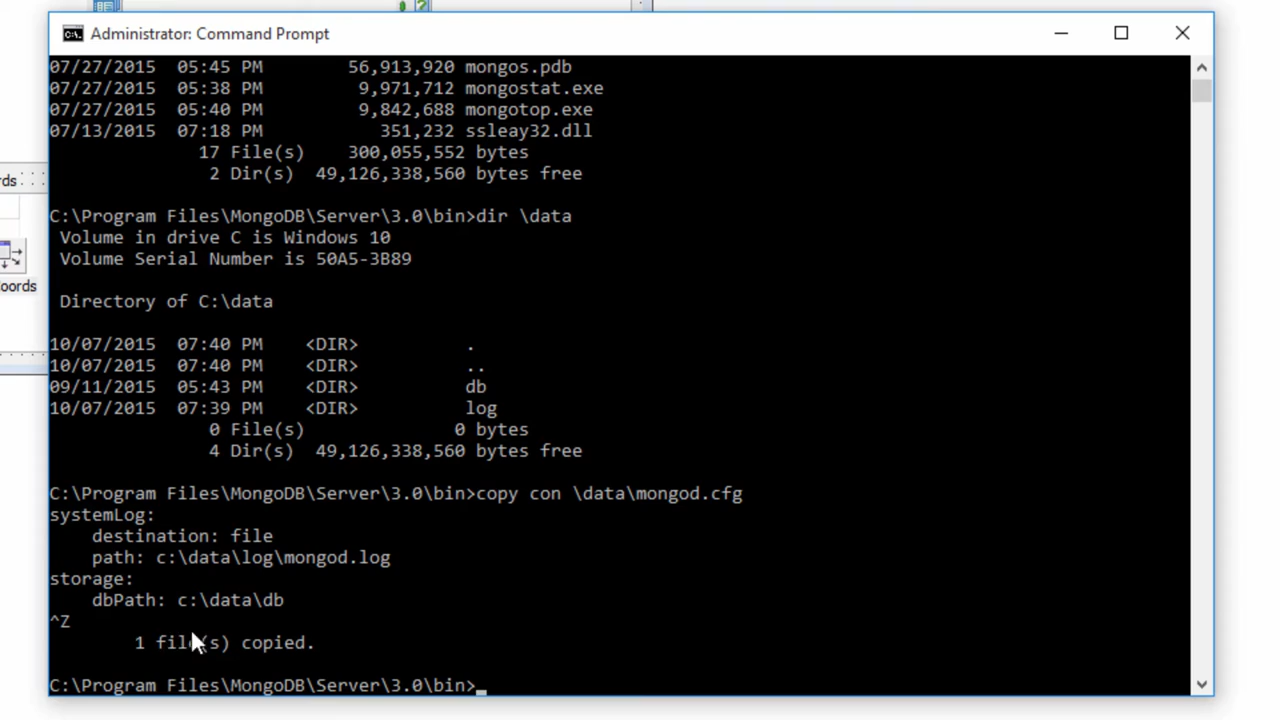 Administrator: Command Prompt
07/27/2015  05:45 PM        56,913,920 mongos.pdb
07/27/2015  05:38 PM         9,971,712 mongostat.exe
07/27/2015  05:40 PM         9,842,688 mongotop.exe
07/13/2015  07:18 PM           351,232 ssleay32.dll
              17 File(s)    300,055,552 bytes
               2 Dir(s)  49,126,338,560 bytes free
C:\Program Files\MongoDB\Server\3.0\bin>dir \data
 Volume in drive C is Windows 10
 Volume Serial Number is 50A5-3B89
 Directory of C:\data
10/07/2015  07:40 PM    <DIR>          .
10/07/2015  07:40 PM    <DIR>          ..
09/11/2015  05:43 PM    <DIR>          db
10/07/2015  07:39 PM    <DIR>          log
               0 File(s)              0 bytes
               4 Dir(s)  49,126,338,560 bytes free
C:\Program Files\MongoDB\Server\3.0\bin>copy con \data\mongod.cfg
systemLog:
    destination: file
    path: c:\data\log\mongod.log
storage:
    dbPath: c:\data\db
^Z
        1 file(s) copied.
C:\Program Files\MongoDB\Server\3.0\bin>_